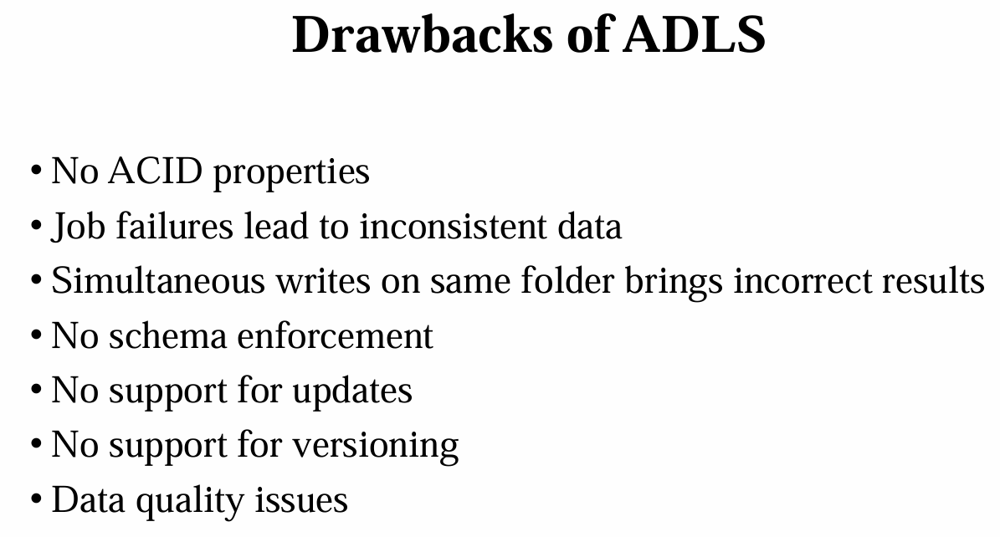 Drawbacks of ADLS
• No ACID properties
• Job failures lead to inconsistent data
• Simultaneous writes on same folder brings incorrect results
• No schema enforcement
• No support for updates
• No support for versioning
• Data quality issues